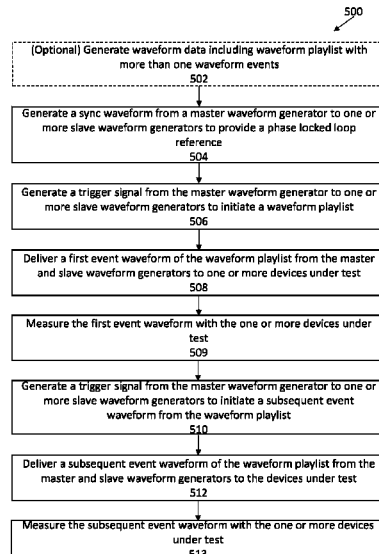 500
(Optional) Generate waveform data including waveform playlist with
more than one waveform events
502
Generate a sync waveform from a master waveform generator to one or
more slave waveform generators to provide a phase locked loop
reference
504
Generate a trigger signal from the master waveform generator to one or
more slave waveform generators to initiate a waveform playlist
506
Deliver a first event waveform of the waveform playlist from the master
and slave waveform generators to one or more devices under test
508
Measure the first event waveform with the one or more devices under
test
509
Generate a trigger signal from the master waveform generator to one or
more slave waveform generators to initiate a subsequent event
waveform from the waveform playlist
510
Deliver a subsequent event waveform of the waveform playlist from the
master and slave waveform generators to the devices under test
512
Measure the subsequent event waveform with the one or more devices
under test
513